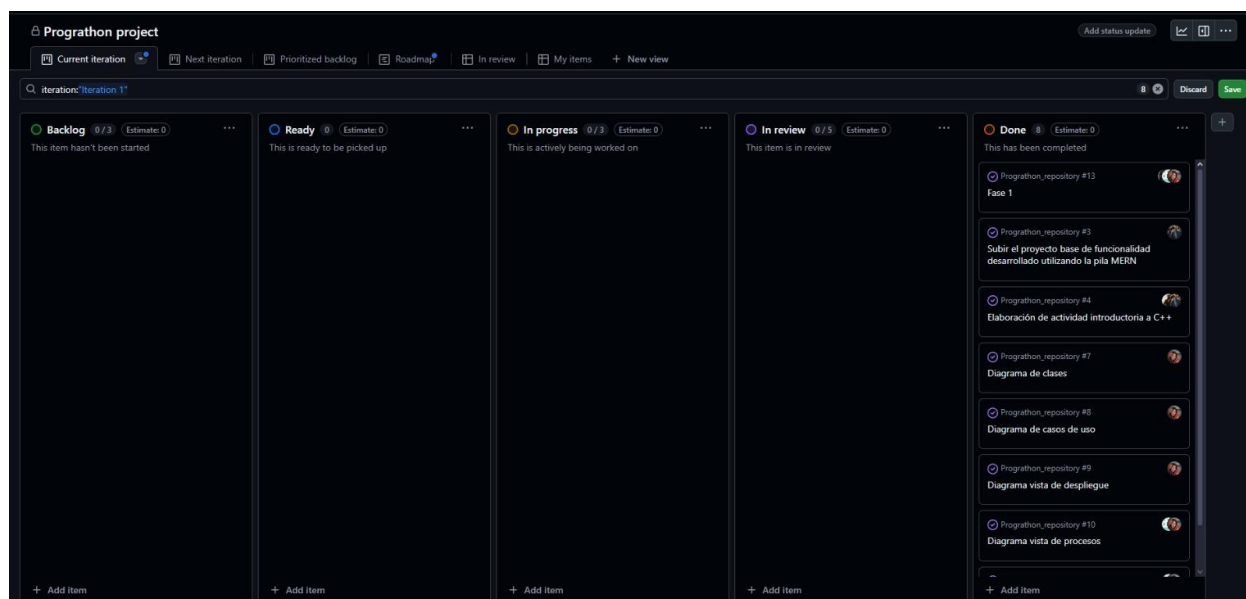 Prograthon project
Add status update
Current iteration
Next iteration
Prioritized backlog
Roadmap
In review
My items
+ New view
iteration:"Iteration 1"
8
Discard
Save
Backlog 0 / 3 Estimate: 0
This item hasn't been started
+ Add item
Ready 0 Estimate: 0
This is ready to be picked up
+ Add item
In progress 0 / 3 Estimate: 0
This is actively being worked on
+ Add item
In review 0 / 5 Estimate: 0
This item is in review
+ Add item
Done 8 Estimate: 0
This has been completed
Prograthon_repository #13
Fase 1
Prograthon_repository #3
Subir el proyecto base de funcionalidad
desarrollado utilizando la pila MERN
Prograthon_repository #4
Elaboración de actividad introductoria a C++
Prograthon_repository #7
Diagrama de clases
Prograthon_repository #8
Diagrama de casos de uso
Prograthon_repository #9
Diagrama vista de despliegue
Prograthon_repository #10
Diagrama vista de procesos
+ Add item